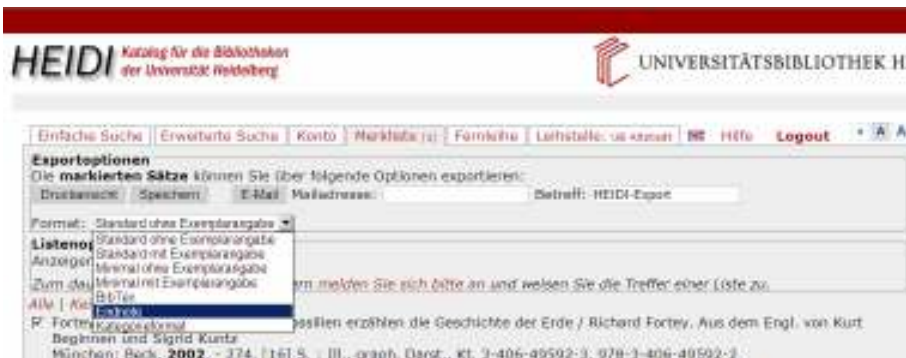 HEIDI Katalog für die Bibliotheken
der Universität Heidelberg
UNIVERSITÄTSBIBLIOTHEK H
Einfache Suche Erweiterte Suche Konto Merkliste Fernleihe Leitstelle: Hilfe Logout A A
Exportoptionen
Die markierten Sätze können Sie über folgende Optionen exportieren:
Druckansicht Speichern E-Mail Mailadresse: Betreff: HEIDI-Export
Format: Standard ohne Exemplarangabe
Standard ohne Exemplarangabe
Listenop
Standard mit Exemplarangabe
Anzeigen
Minimal ohne Exemplarangabe
Minimal mit Exemplarangabe
Zum dau ern melden Sie sich bitte an und weisen Sie die Treffer einer Liste zu.
BibTex
Alle |
Endnote
Kategorieformat
Forte ossilien erzählen die Geschichte der Erde / Richard Fortey. Aus dem Engl. von Kurt
Beginnen und Sigrid Kuntz
München: Beck, 2002. - 374, [16] S. : Ill., graph. Darst., Kt. 3-406-49592-3, 978-3-406-49592-2